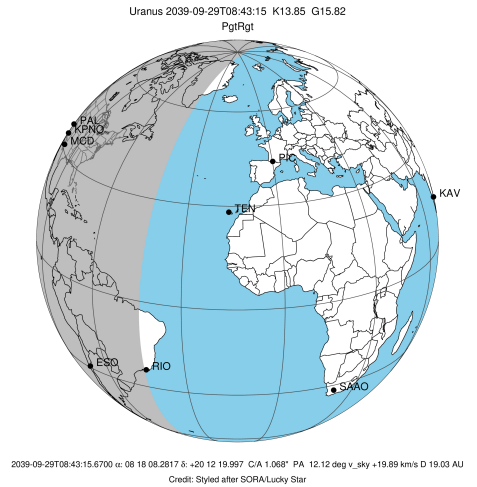 Uranus 2039-09-29T08:43:15  K13.85  G15.82
PgtRgt
PAL
KPNO
MCD
PIC
KAV
TEN
ESO
RIO
SAAO
2039-09-29T08:43:15.6700 α: 08 18 08.2817 δ: +20 12 19.997  C/A 1.068"  PA  12.12 deg v_sky +19.89 km/s D 19.03 AU
Credit: Styled after SORA/Lucky Star